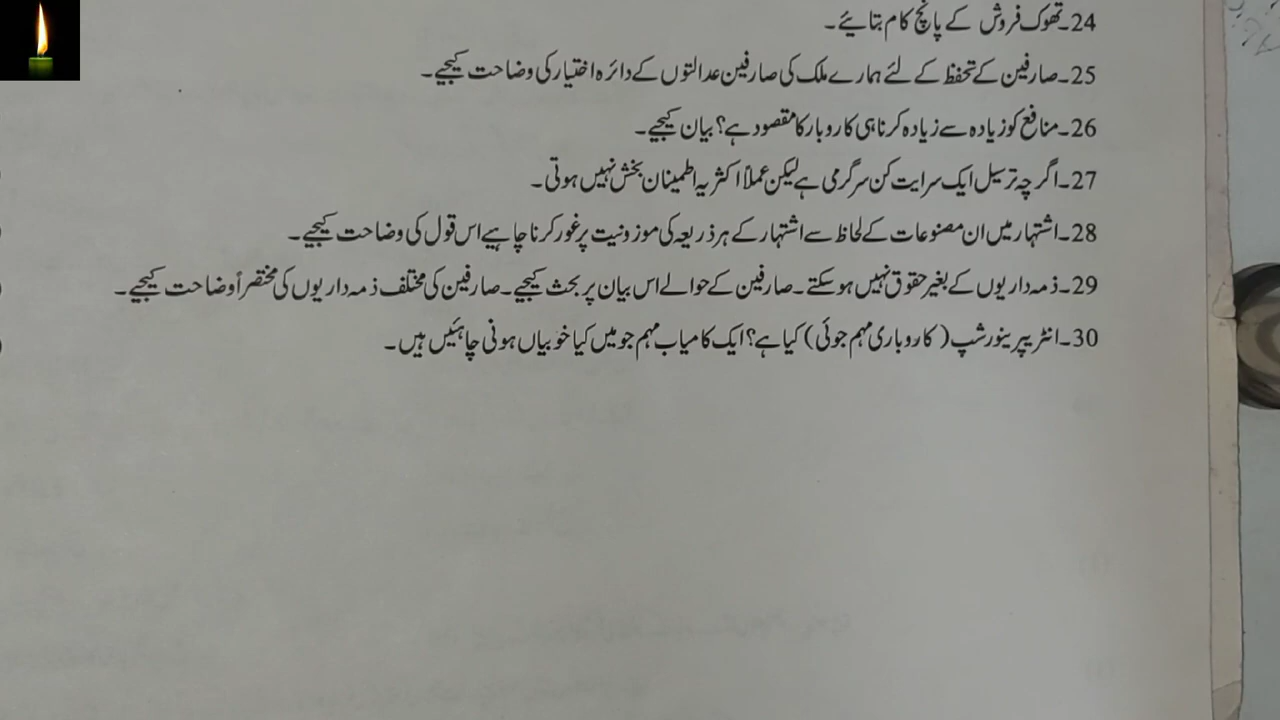 24۔تھوک فروش کے پانچ کام بتائیے۔
25۔صارفین کے تحفظ کے لئے ہمارے ملک کی صارفین عدالتوں کے دائرہ اختیار کی وضاحت کیجیے۔
26۔منافع کو زیادہ سے زیادہ کرنا ہی کاروبار کا مقصود ہے؟ بیان کیجیے۔
27۔اگرچہ ترسیل ایک سرایت کن سرگرمی ہے لیکن عملاً اکثر یہ اطمینان بخش نہیں ہوتی۔
28۔اشتہار میں ان مصنوعات کے لحاظ سے اشتہار کے ہر ذریعہ کی موزونیت پر غور کرنا چاہیے اس قول کی وضاحت کیجیے۔
29۔ذمہ داریوں کے بغیر حقوق نہیں ہو سکتے۔صارفین کے حوالے اس بیان پر بحث کیجیے۔صارفین کی مختلف ذمہ داریوں کی مختصراً وضاحت کیجیے۔
30۔انٹرپرینورشپ (کاروباری مہم جوئی) کیا ہے؟ ایک کامیاب مہم جو میں کیا خوبیاں ہونی چاہئیں ہیں۔